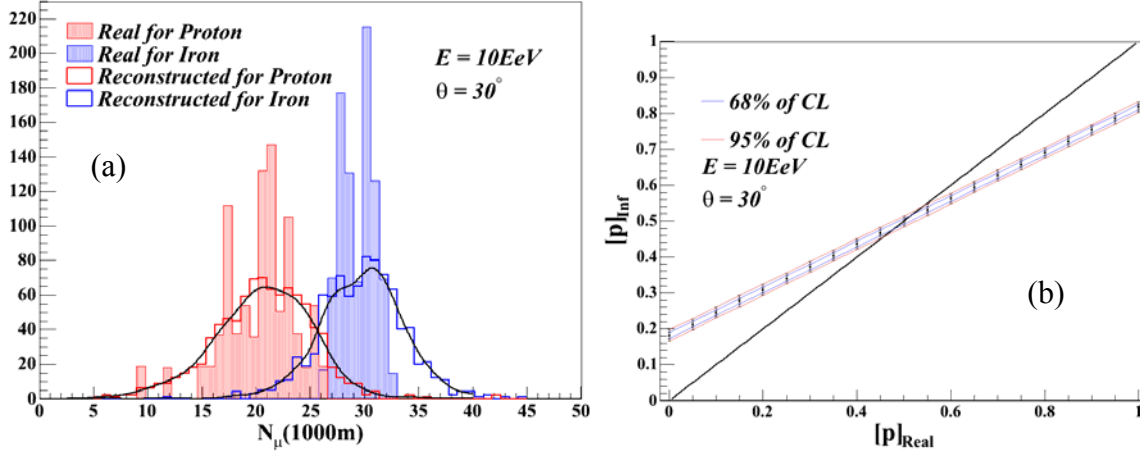 220
200
180
160
140
120
100
80
60
40
20
0
Real for Proton
Real for Iron
Reconstructed for Proton
Reconstructed for Iron
E = 10EeV
θ = 30°
(a)
0 5 10 15 20 25 30 35 40 45 50
N_μ(1000m)
1
0.9
0.8
0.7
0.6
0.5
0.4
0.3
0.2
0.1
0
[p]Inf
68% of CL
95% of CL
E = 10EeV
θ = 30°
(b)
0 0.2 0.4 0.6 0.8 1
[p]Real